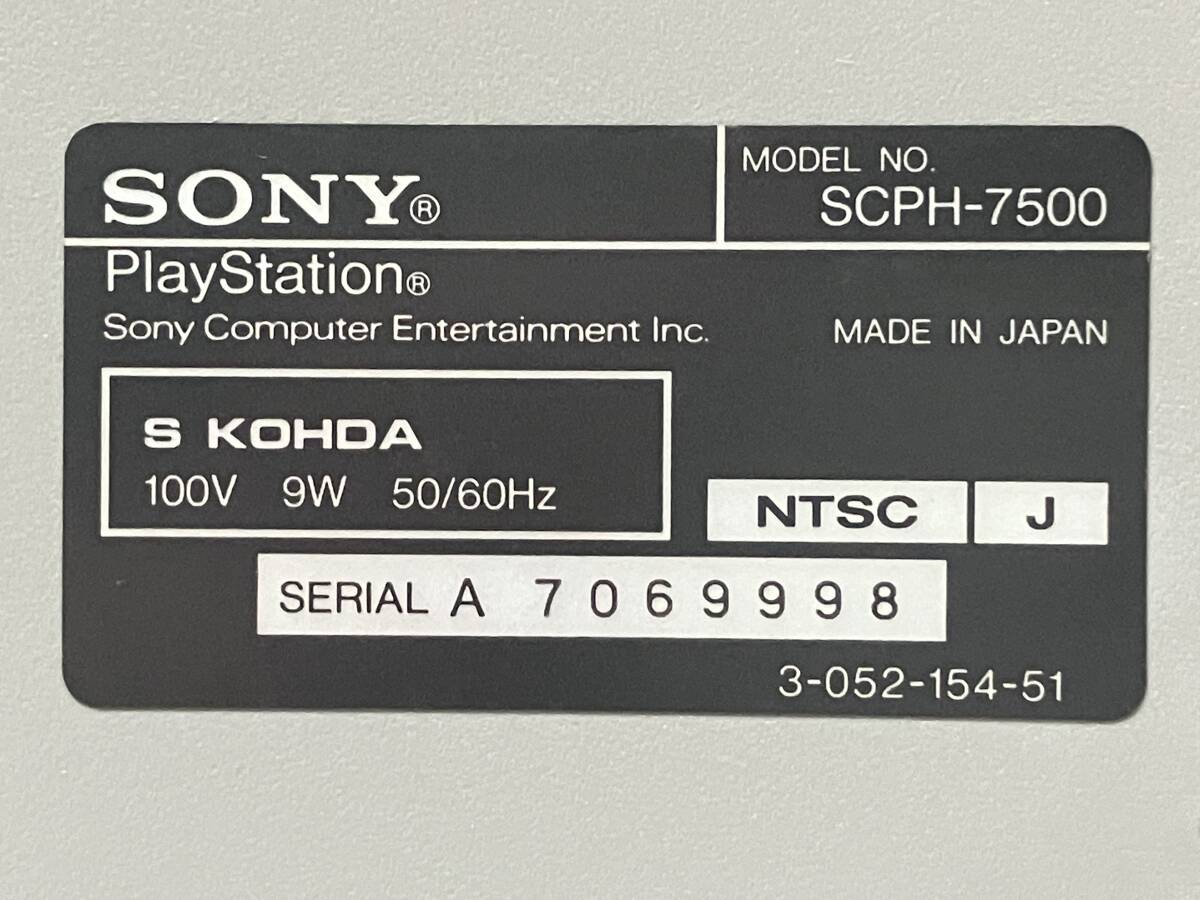 SONY®
MODEL NO.
SCPH-7500
PlayStation®
Sony Computer Entertainment Inc.
MADE IN JAPAN
S KOHDA
100V 9W 50/60Hz
NTSC J
SERIAL A 7069998
3-052-154-51